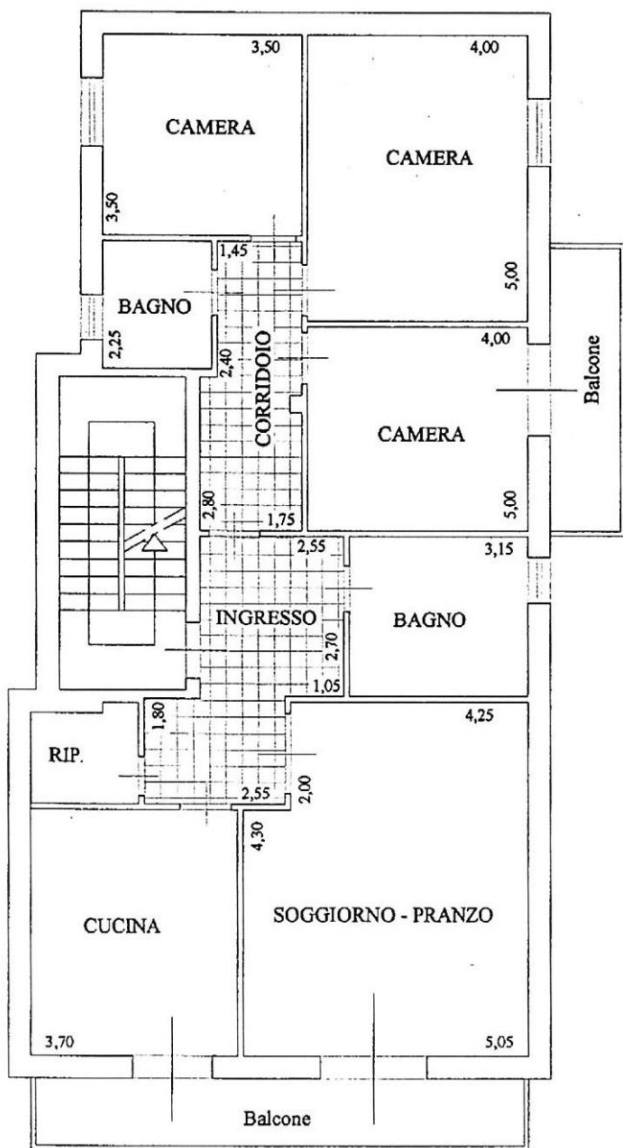 3,50
4,00
CAMERA
CAMERA
3,50
1,45
5,00
BAGNO
2,25
2,40
CORRIDOIO
4,00
Balcone
CAMERA
2,80
1,75
5,00
2,55
3,15
INGRESSO
BAGNO
2,70
1,05
1,80
4,25
RIP.
2,55
2,00
4,30
CUCINA
SOGGIORNO - PRANZO
3,70
5,05
Balcone